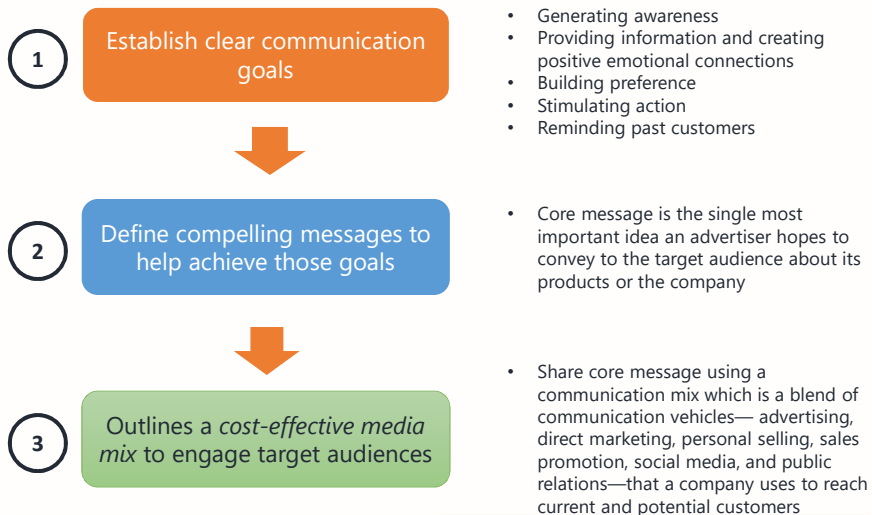 1
Establish clear communication
goals
• Generating awareness
• Providing information and creating
positive emotional connections
• Building preference
• Stimulating action
• Reminding past customers
2
Define compelling messages to
help achieve those goals
• Core message is the single most
important idea an advertiser hopes to
convey to the target audience about its
products or the company
3
Outlines a cost-effective media
mix to engage target audiences
• Share core message using a
communication mix which is a blend of
communication vehicles— advertising,
direct marketing, personal selling, sales
promotion, social media, and public
relations—that a company uses to reach
current and potential customers